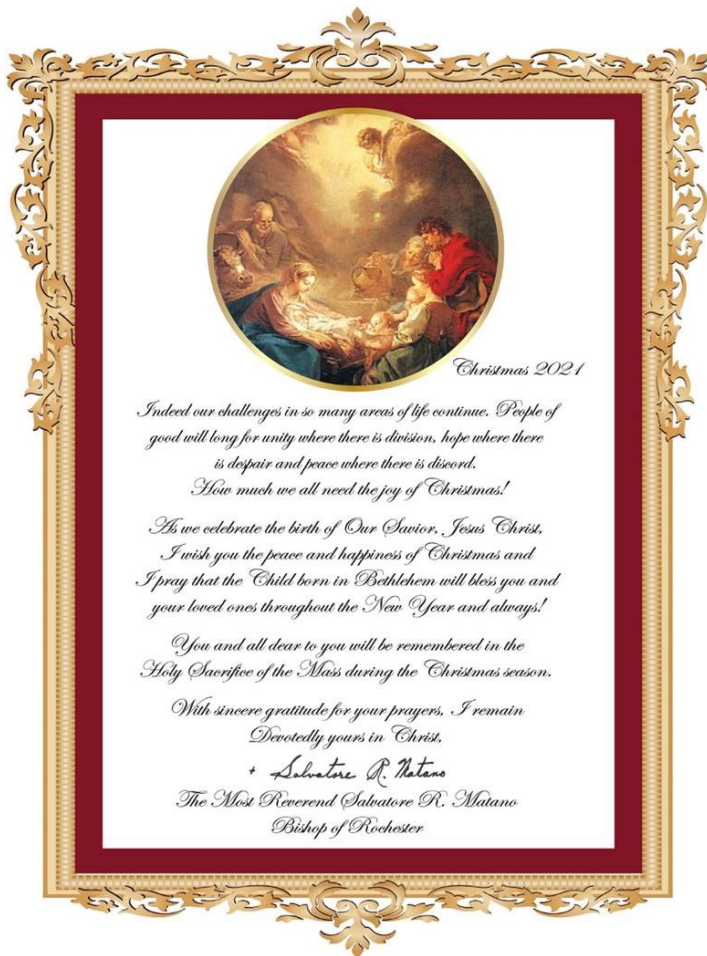 Christmas 2021
Indeed our challenges in so many areas of life continue. People of
good will long for unity where there is division, hope where there
is despair and peace where there is discord.
How much we all need the joy of Christmas!
As we celebrate the birth of Our Savior, Jesus Christ,
I wish you the peace and happiness of Christmas and
I pray that the Child born in Bethlehem will bless you and
your loved ones throughout the New Year and always!
You and all dear to you will be remembered in the
Holy Sacrifice of the Mass during the Christmas season.
With sincere gratitude for your prayers, I remain
Devotedly yours in Christ,
+ Salvatore R. Matano
The Most Reverend Salvatore R. Matano
Bishop of Rochester